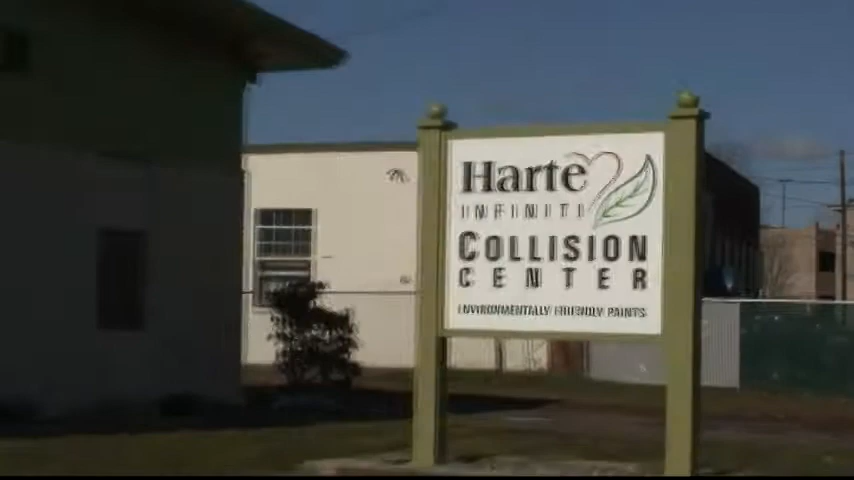 Harte
INFINITI
COLLISION
CENTER
ENVIRONMENTALLY FRIENDLY PAINTS